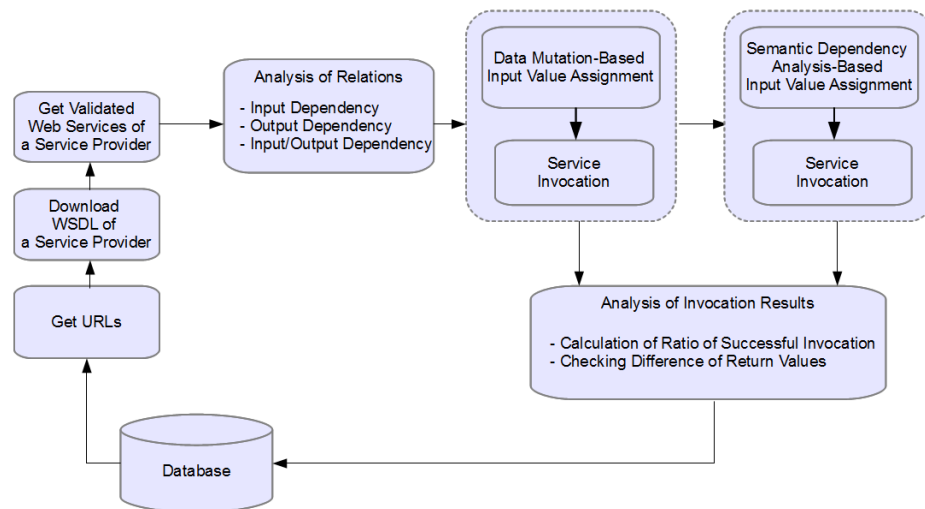 Get Validated
Web Services of
a Service Provider
Download
WSDL of
a Service Provider
Get URLs
Database
Analysis of Relations
- Input Dependency
- Output Dependency
- Input/Output Dependency
Data Mutation-Based
Input Value Assignment
Service
Invocation
Semantic Dependency
Analysis-Based
Input Value Assignment
Service
Invocation
Analysis of Invocation Results
- Calculation of Ratio of Successful Invocation
- Checking Difference of Return Values